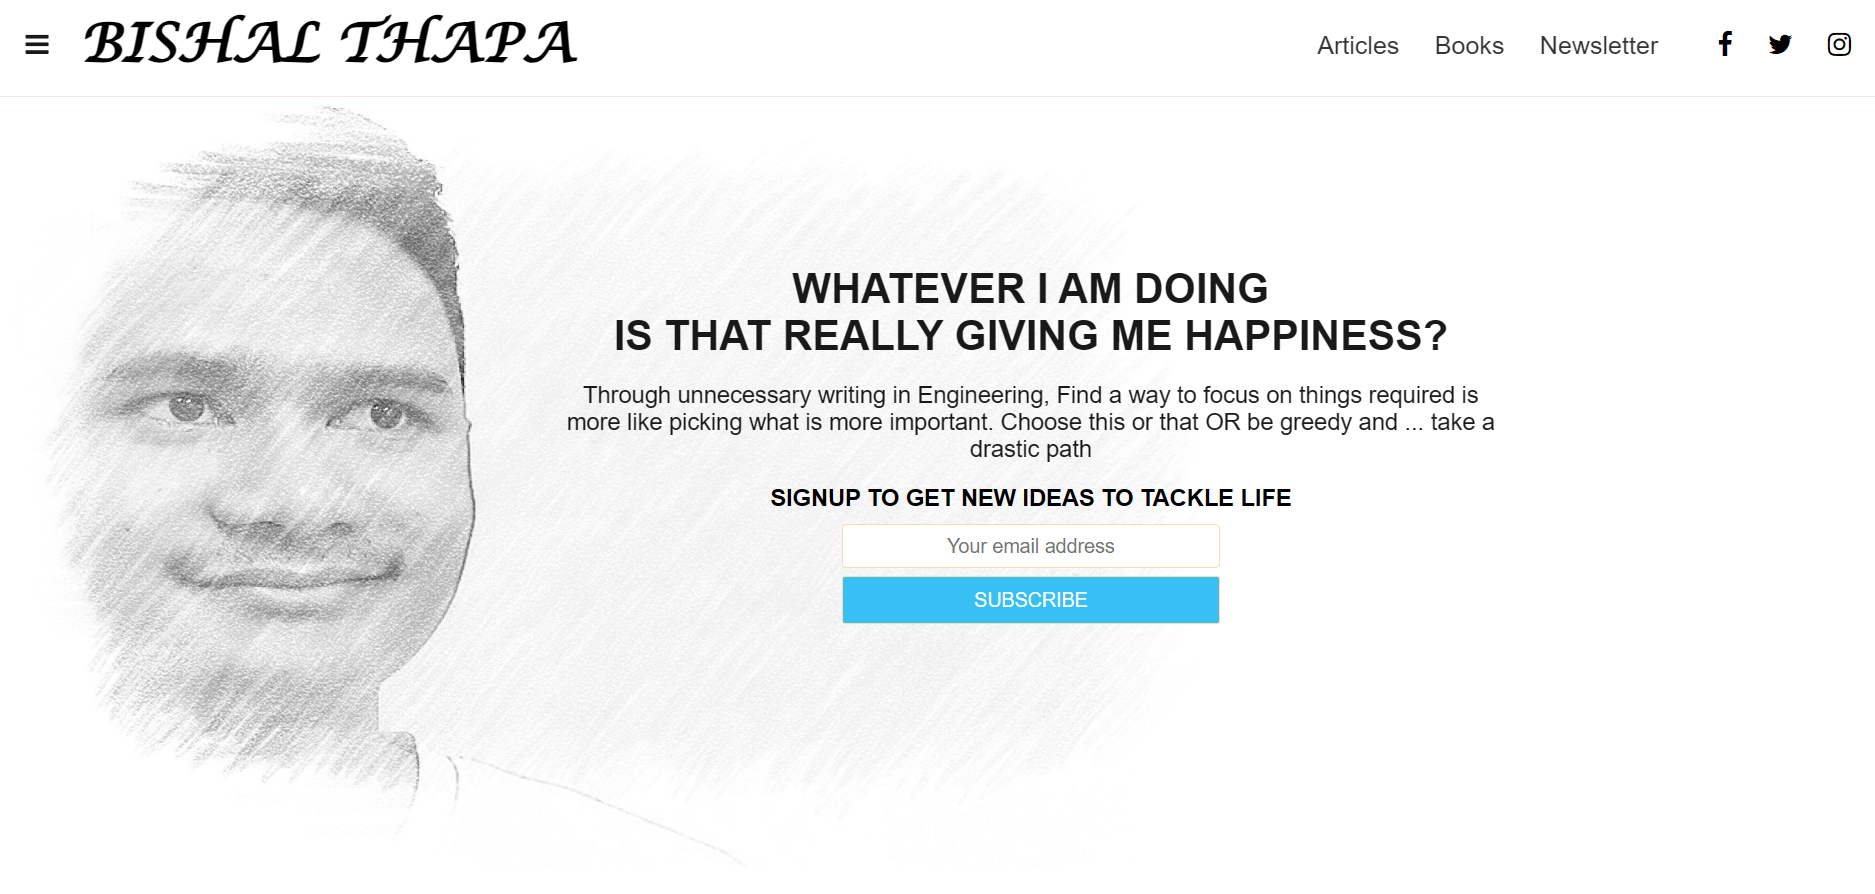 BISHAL THAPA
Articles Books Newsletter
WHATEVER I AM DOING
IS THAT REALLY GIVING ME HAPPINESS?
Through unnecessary writing in Engineering, Find a way to focus on things required is
more like picking what is more important. Choose this or that OR be greedy and ... take a
drastic path
SIGNUP TO GET NEW IDEAS TO TACKLE LIFE
Your email address
SUBSCRIBE